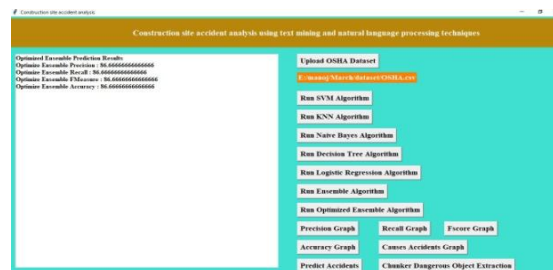 Construction site accident analysis
Construction site accident analysis using text mining and natural language processing techniques
Optimized Ensemble Prediction Results
Optimize Ensemble Precision : 86.66666666666666
Optimize Ensemble Recall : 86.66666666666666
Optimize Ensemble FMeasure : 86.66666666666666
Optimize Ensemble Accuracy : 86.66666666666666
Upload OSHA Dataset
E:/manoj/March/dataset/OSHA.csv
Run SVM Algorithm
Run KNN Algorithm
Run Naive Bayes Algorithm
Run Decision Tree Algorithm
Run Logistic Regression Algorithm
Run Ensemble Algorithm
Run Optimized Ensemble Algorithm
Precision Graph Recall Graph Fscore Graph
Accuracy Graph Causes Accidents Graph
Predict Accidents Chunker Dangerous Object Extraction